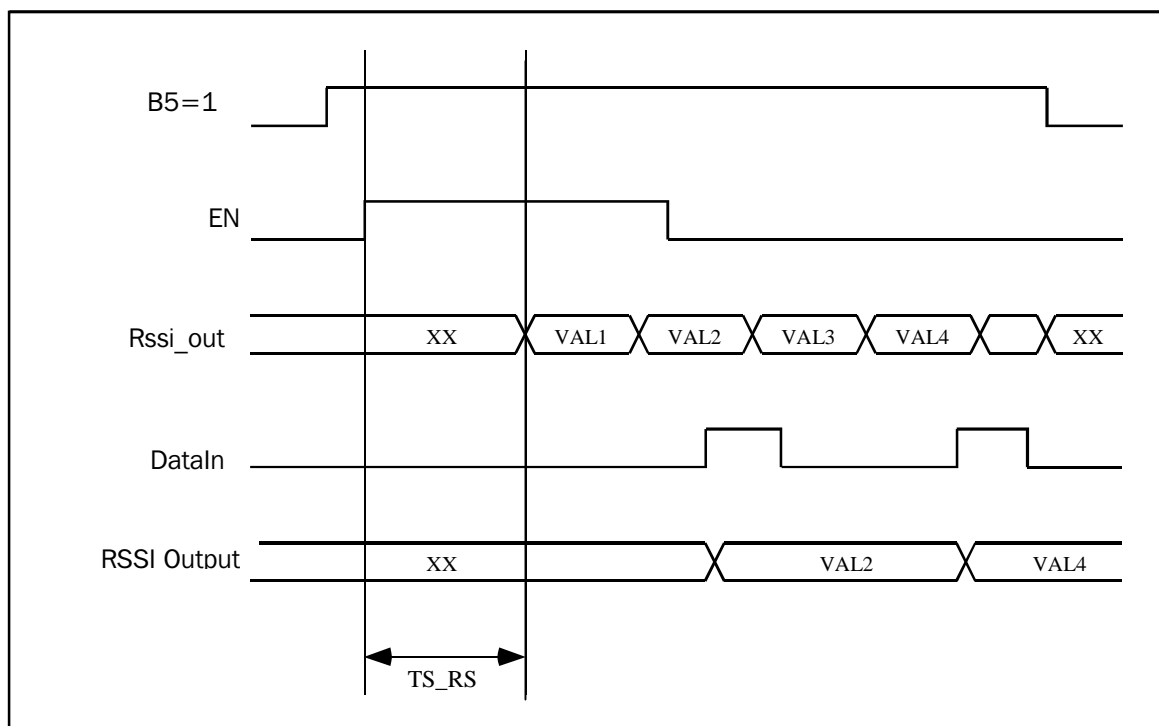 B5=1
EN
Rssi_out
XX
VAL1
VAL2
VAL3
VAL4
XX
DataIn
RSSI Output
XX
VAL2
VAL4
TS_RS